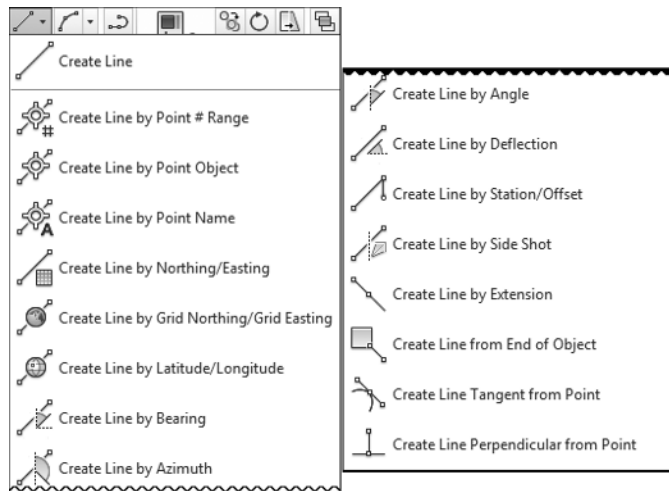 Create Line
Create Line by Point # Range
Create Line by Point Object
Create Line by Point Name
Create Line by Northing/Easting
Create Line by Grid Northing/Grid Easting
Create Line by Latitude/Longitude
Create Line by Bearing
Create Line by Azimuth
Create Line by Angle
Create Line by Deflection
Create Line by Station/Offset
Create Line by Side Shot
Create Line by Extension
Create Line from End of Object
Create Line Tangent from Point
Create Line Perpendicular from Point